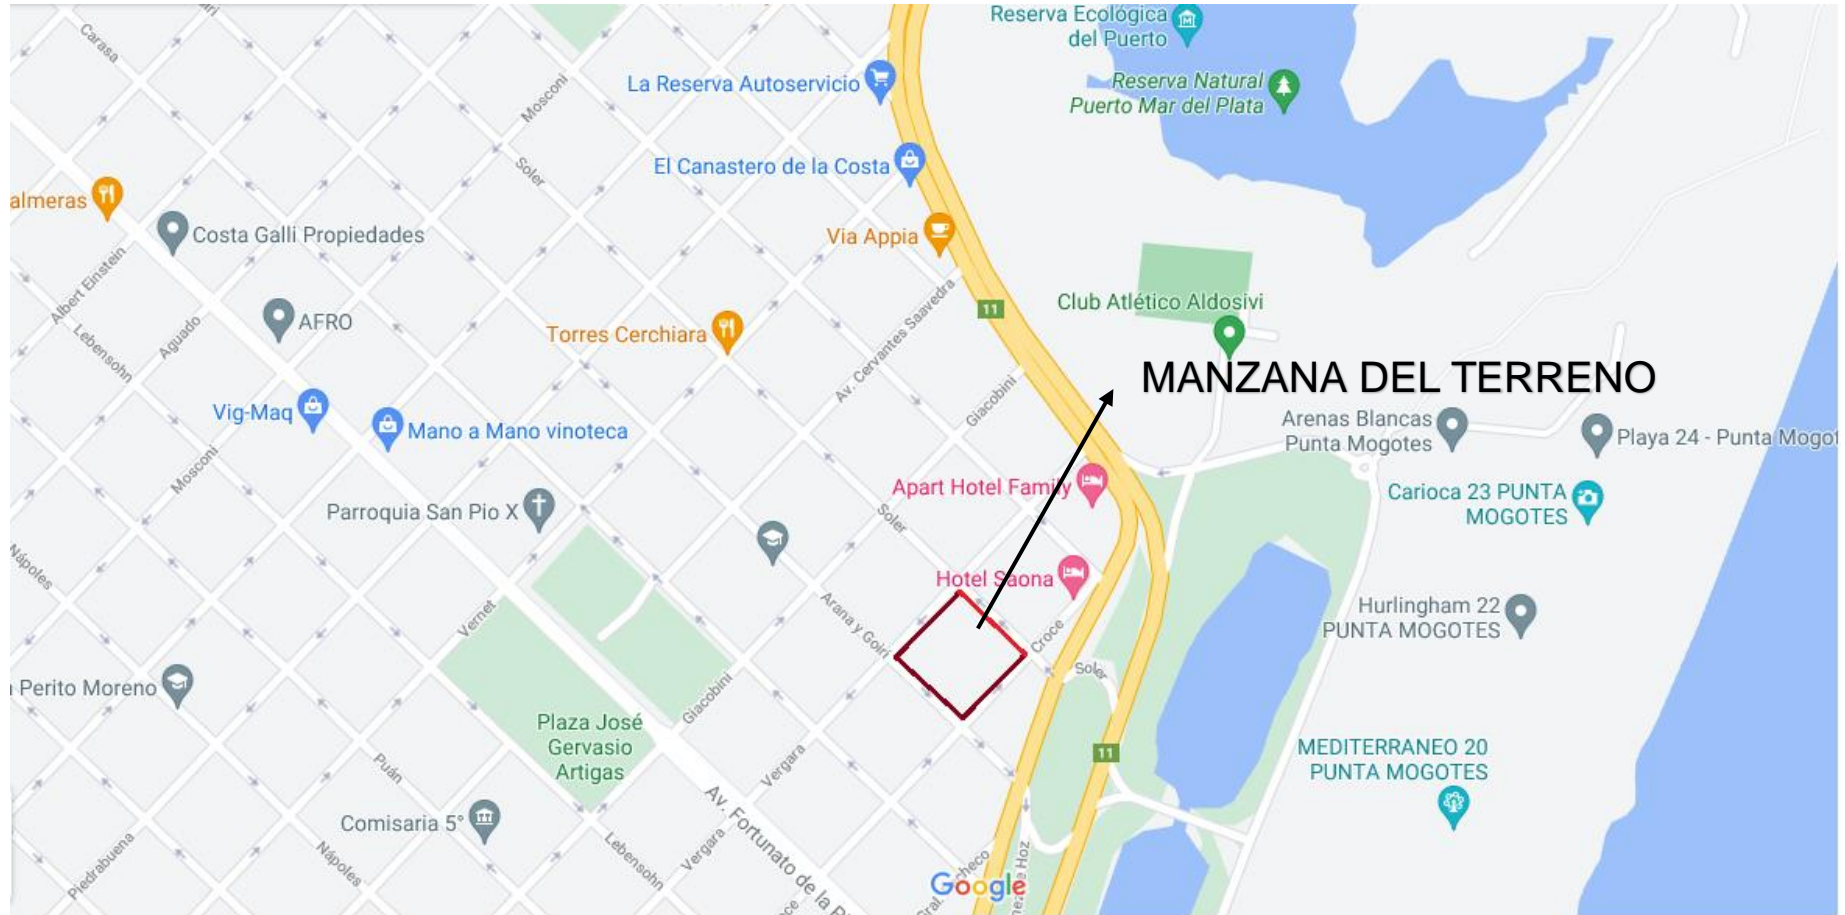 Reserva Ecológica
del Puerto
Carasa
La Reserva Autoservicio
Reserva Natural
Puerto Mar del Plata
Mosconi
El Canastero de la Costa
Soler
almeras
Costa Galli Propiedades
Via Appia
Albert Einstein
Club Atlético Aldosivi
11
AFRO
Torres Cerchiara
Av. Cervantes Saavedra
Aguado
Lebensohn
MANZANA DEL TERRENO
Giacobini
Vig-Maq
Mano a Mano vinoteca
Arenas Blancas
Punta Mogotes
Playa 24 - Punta Mogot
Mosconi
Apart Hotel Family
Carioca 23 PUNTA
MOGOTES
Parroquia San Pio X
Soler
Nápoles
Hotel Saona
Arana y Goiri
Hurlingham 22
PUNTA MOGOTES
Vernet
Croce
Soler
Perito Moreno
Giacobini
Plaza José
Gervasio
Artigas
11
MEDITERRANEO 20
PUNTA MOGOTES
Vergara
Puán
Av. Fortunato de la P
Comisaria 5°
Lebensohn
Vergara
Piedrabuena
Nápoles
Gral.
checo
Google
ez de Hoz